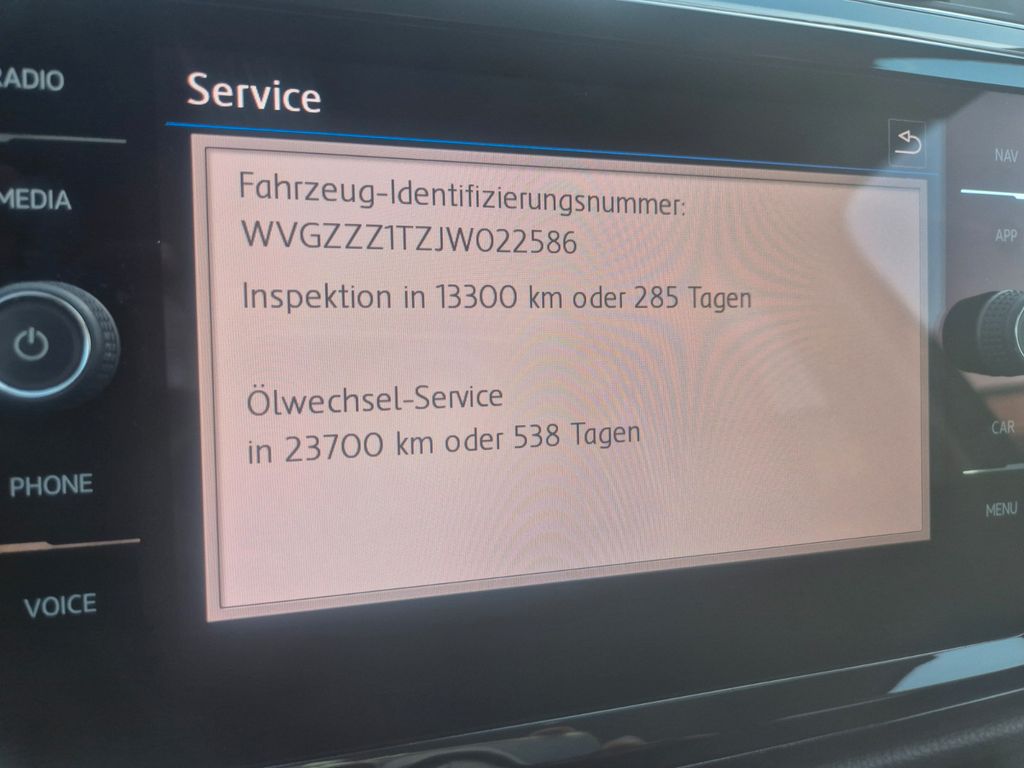 RADIO
MEDIA
PHONE
VOICE
Service
Fahrzeug-Identifizierungsnummer:
WVGZZZ1TZJW022586
Inspektion in 13300 km oder 285 Tagen
Ölwechsel-Service
in 23700 km oder 538 Tagen
NAV
APP
CAR
MENU